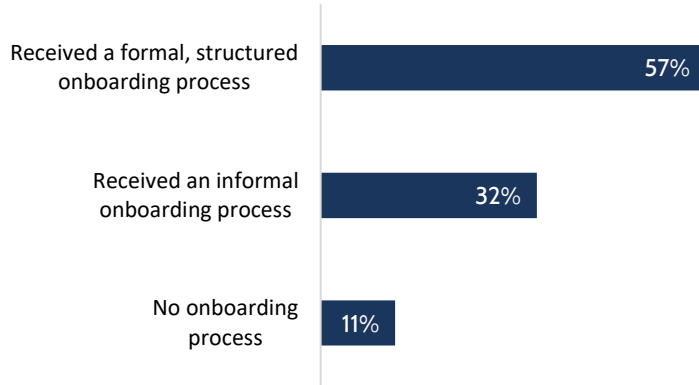 Received a formal, structured
onboarding process
57%
Received an informal
onboarding process
32%
No onboarding
process
11%